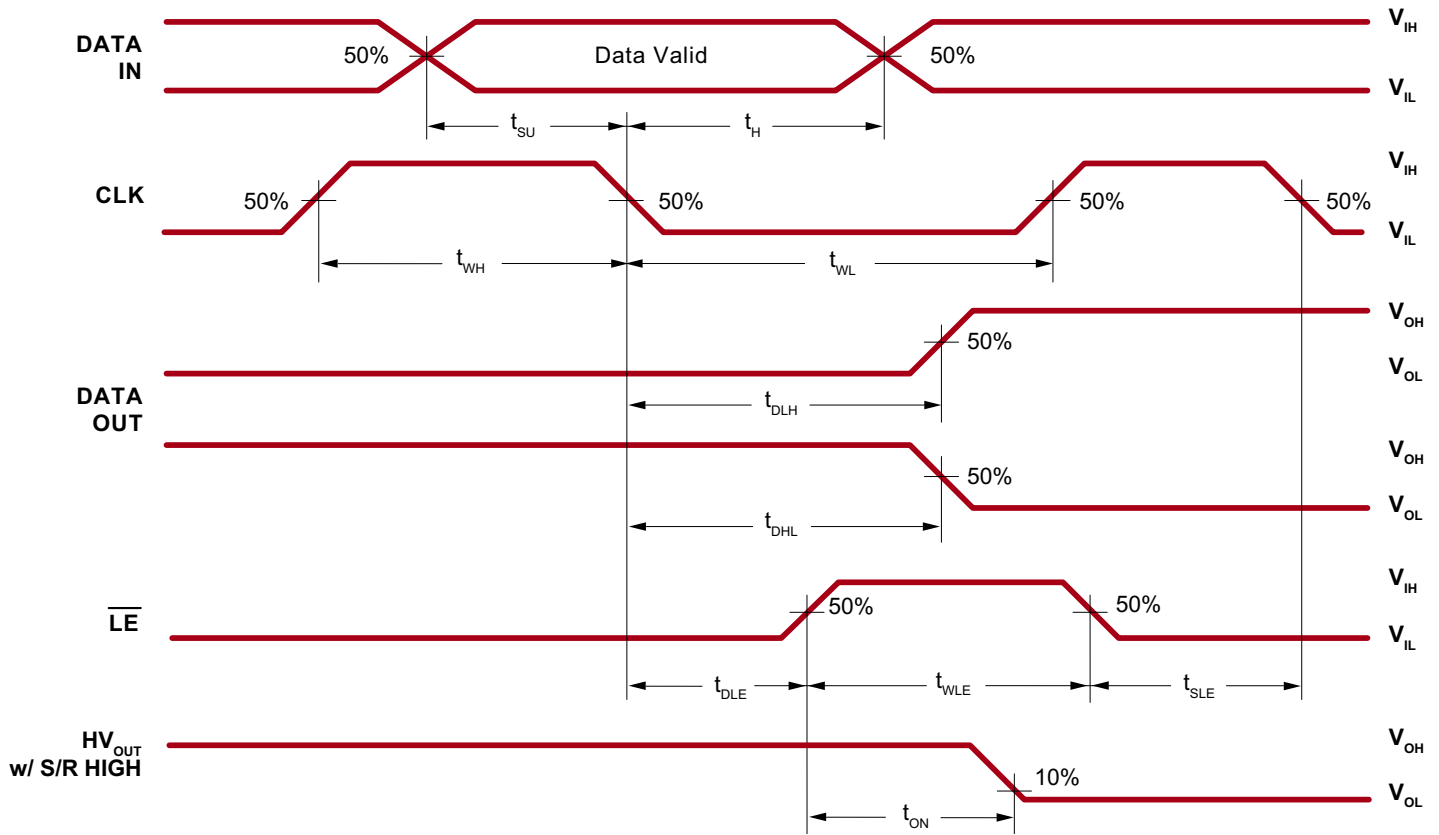 DATA
IN
50%
Data Valid
50%
V_IH
V_IL
t_SU
t_H
CLK
50%
50%
50%
50%
V_IH
V_IL
t_WH
t_WL
DATA
OUT
50%
V_OH
V_OL
t_DLH
50%
V_OH
V_OL
t_DHL
LE
50%
50%
V_IH
V_IL
t_DLE
t_WLE
t_SLE
HV_OUT
w/ S/R HIGH
10%
V_OH
V_OL
t_ON